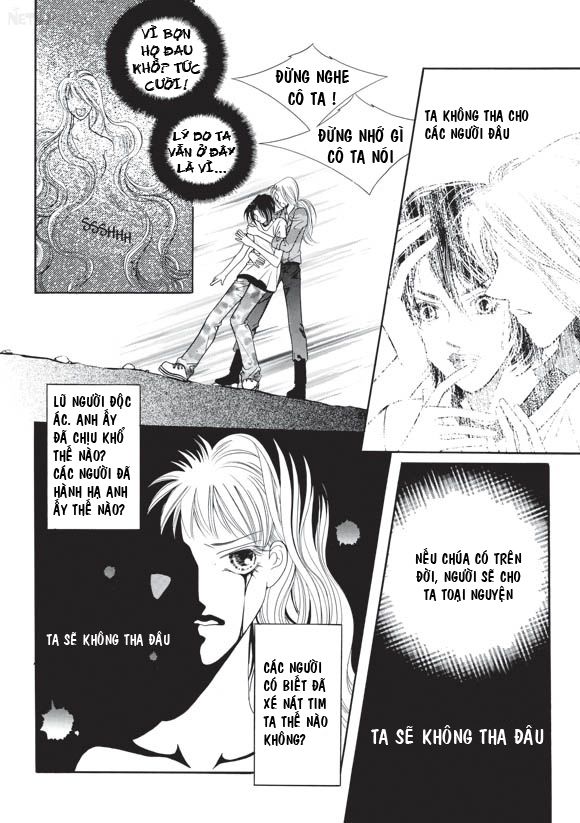 VÌ BỌN
HỌ ĐAU
KHỔ? TỨC
CƯỜI!
LÝ DO TA
VẪN Ở ĐÂY
LÀ VÌ...
SSSHHH
ĐỪNG NGHE
CÔ TA !
ĐỪNG NHỚ GÌ
CÔ TA NÓI
TA KHÔNG THA CHO
CÁC NGƯỜI ĐÂU
LŨ NGƯỜI ĐỘC
ÁC. ANH ẤY
ĐÃ CHỊU KHỔ
THẾ NÀO?
CÁC NGƯỜI ĐÃ
HÀNH HẠ ANH
ẤY THẾ NÀO?
TA SẼ KHÔNG THA ĐÂU
CÁC NGƯỜI
CÓ BIẾT ĐÃ
XÉ NÁT TIM
TA THẾ NÀO
KHÔNG?
NẾU CHÚA CÓ TRÊN
ĐỜI, NGƯỜI SẼ CHO
TA TOẠI NGUYỆN
TA SẼ KHÔNG THA ĐÂU